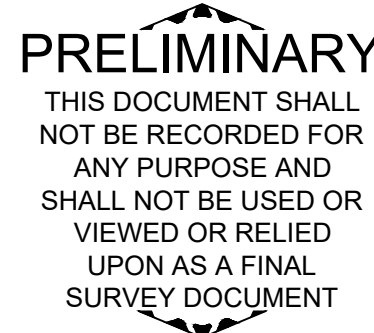 PRELIMINARY
THIS DOCUMENT SHALL
NOT BE RECORDED FOR
ANY PURPOSE AND
SHALL NOT BE USED OR
VIEWED OR RELIED
UPON AS A FINAL
SURVEY DOCUMENT